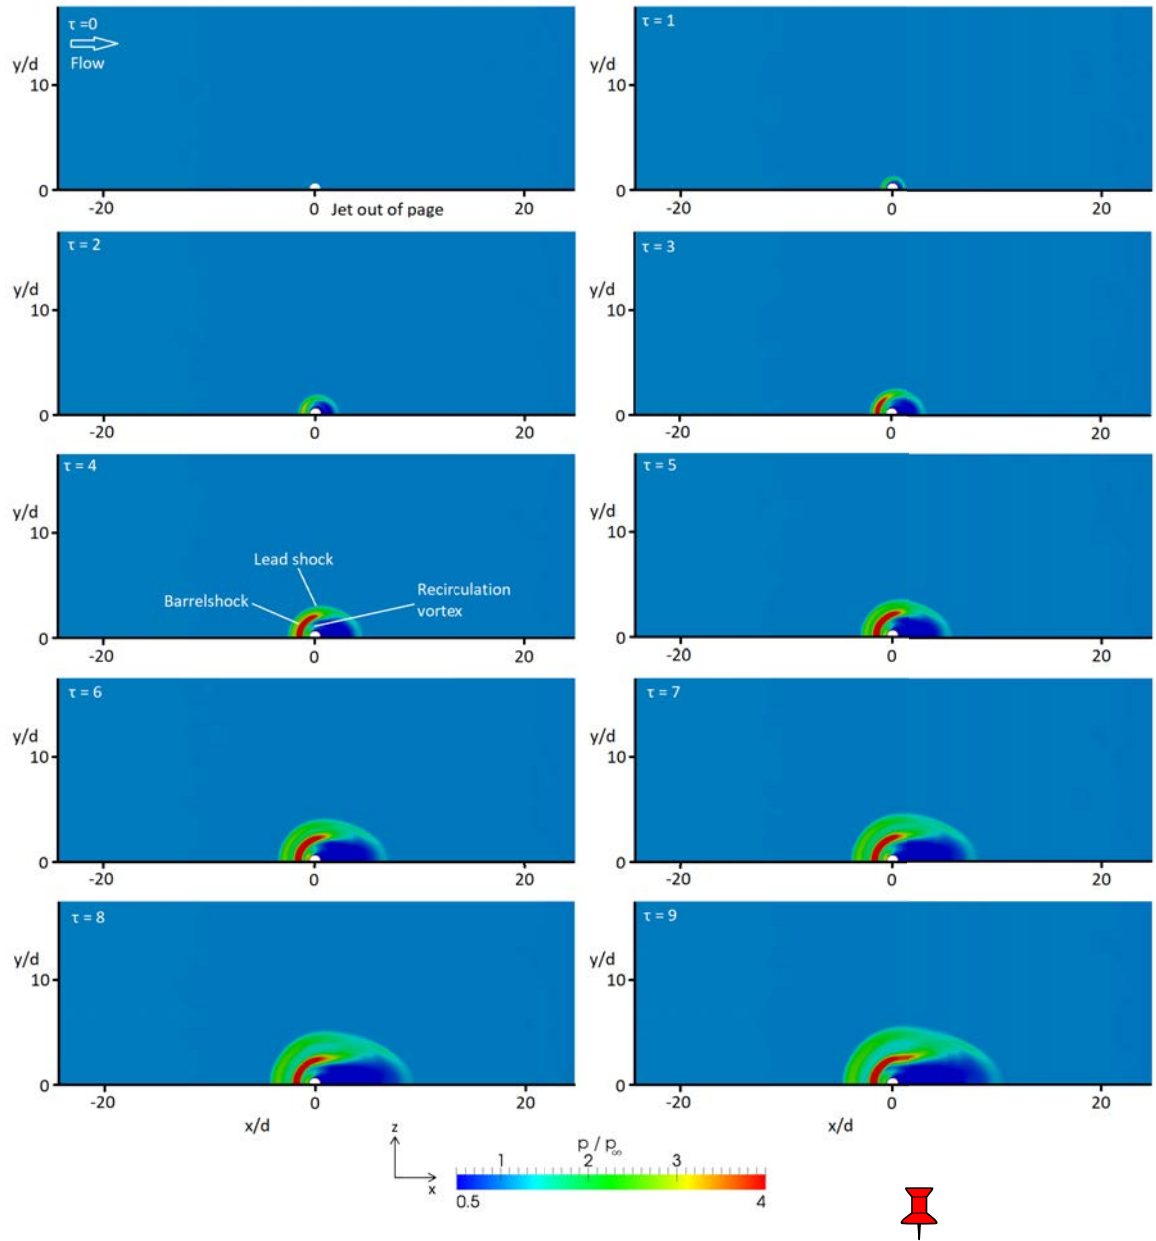 τ =0
Flow
y/d
10
0
-20
0
Jet out of page
20
τ = 1
y/d
10
0
-20
0
20
τ = 2
y/d
10
0
-20
0
20
τ = 3
y/d
10
0
-20
0
20
τ = 4
y/d
10
Lead shock
Barrelshock
Recirculation
vortex
0
-20
0
20
τ = 5
y/d
10
0
-20
0
20
τ = 6
y/d
10
0
-20
0
20
τ = 7
y/d
10
0
-20
0
20
τ = 8
y/d
10
0
-20
0
20
x/d
τ = 9
y/d
10
0
-20
0
20
x/d
z
x
p / p∞
1
2
3
0.5
4